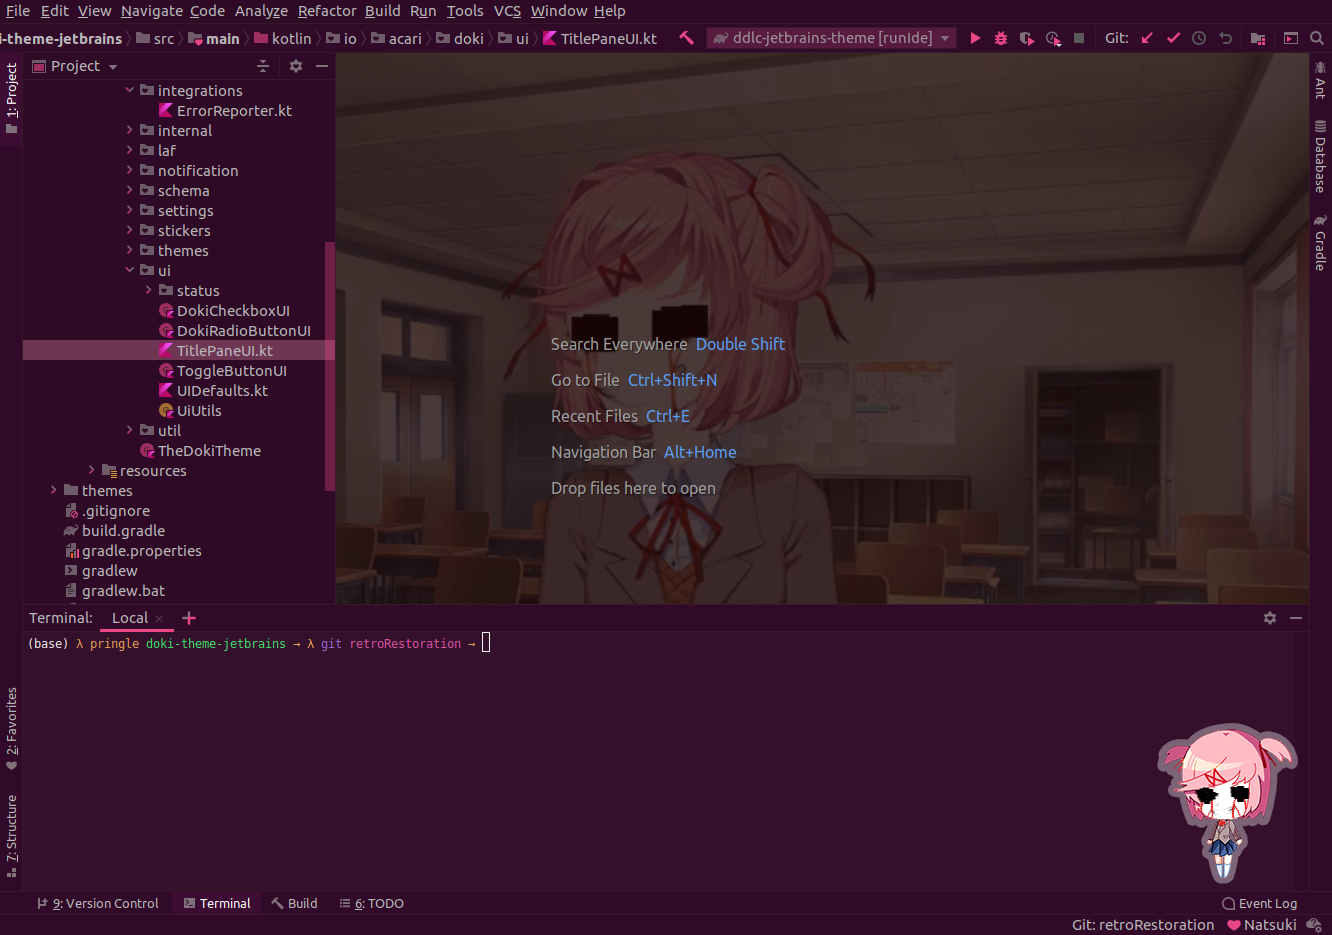 File Edit View Navigate Code Analyze Refactor Build Run Tools VCS Window Help
i-theme-jetbrains src main kotlin io acari doki ui TitlePaneUI.kt ddlc-jetbrains-theme [runIde] Git:
Project
integrations
ErrorReporter.kt
internal
laf
notification
schema
settings
stickers
themes
ui
status
DokiCheckboxUI
DokiRadioButtonUI
TitlePaneUI.kt
ToggleButtonUI
UIDefaults.kt
UiUtils
util
TheDokiTheme
resources
themes
.gitignore
build.gradle
gradle.properties
gradlew
gradlew.bat
1: Project
2: Favorites
7: Structure
Search Everywhere Double Shift
Go to File Ctrl+Shift+N
Recent Files Ctrl+E
Navigation Bar Alt+Home
Drop files here to open
Ant
Database
Gradle
Terminal: Local
(base) λ pringle doki-theme-jetbrains → λ git retroRestoration →
9: Version Control Terminal Build 6: TODO Event Log
Git: retroRestoration Natsuki